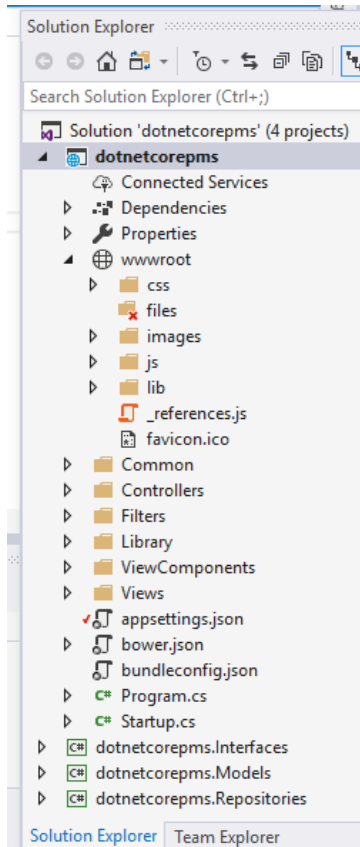 Solution Explorer
Search Solution Explorer (Ctrl+;)
Solution 'dotnetcorepms' (4 projects)
dotnetcorepms
Connected Services
Dependencies
Properties
wwwroot
css
files
images
js
lib
_references.js
favicon.ico
Common
Controllers
Filters
Library
ViewComponents
Views
appsettings.json
bower.json
bundleconfig.json
C# Program.cs
C# Startup.cs
C# dotnetcorepms.Interfaces
C# dotnetcorepms.Models
C# dotnetcorepms.Repositories
Solution Explorer Team Explorer